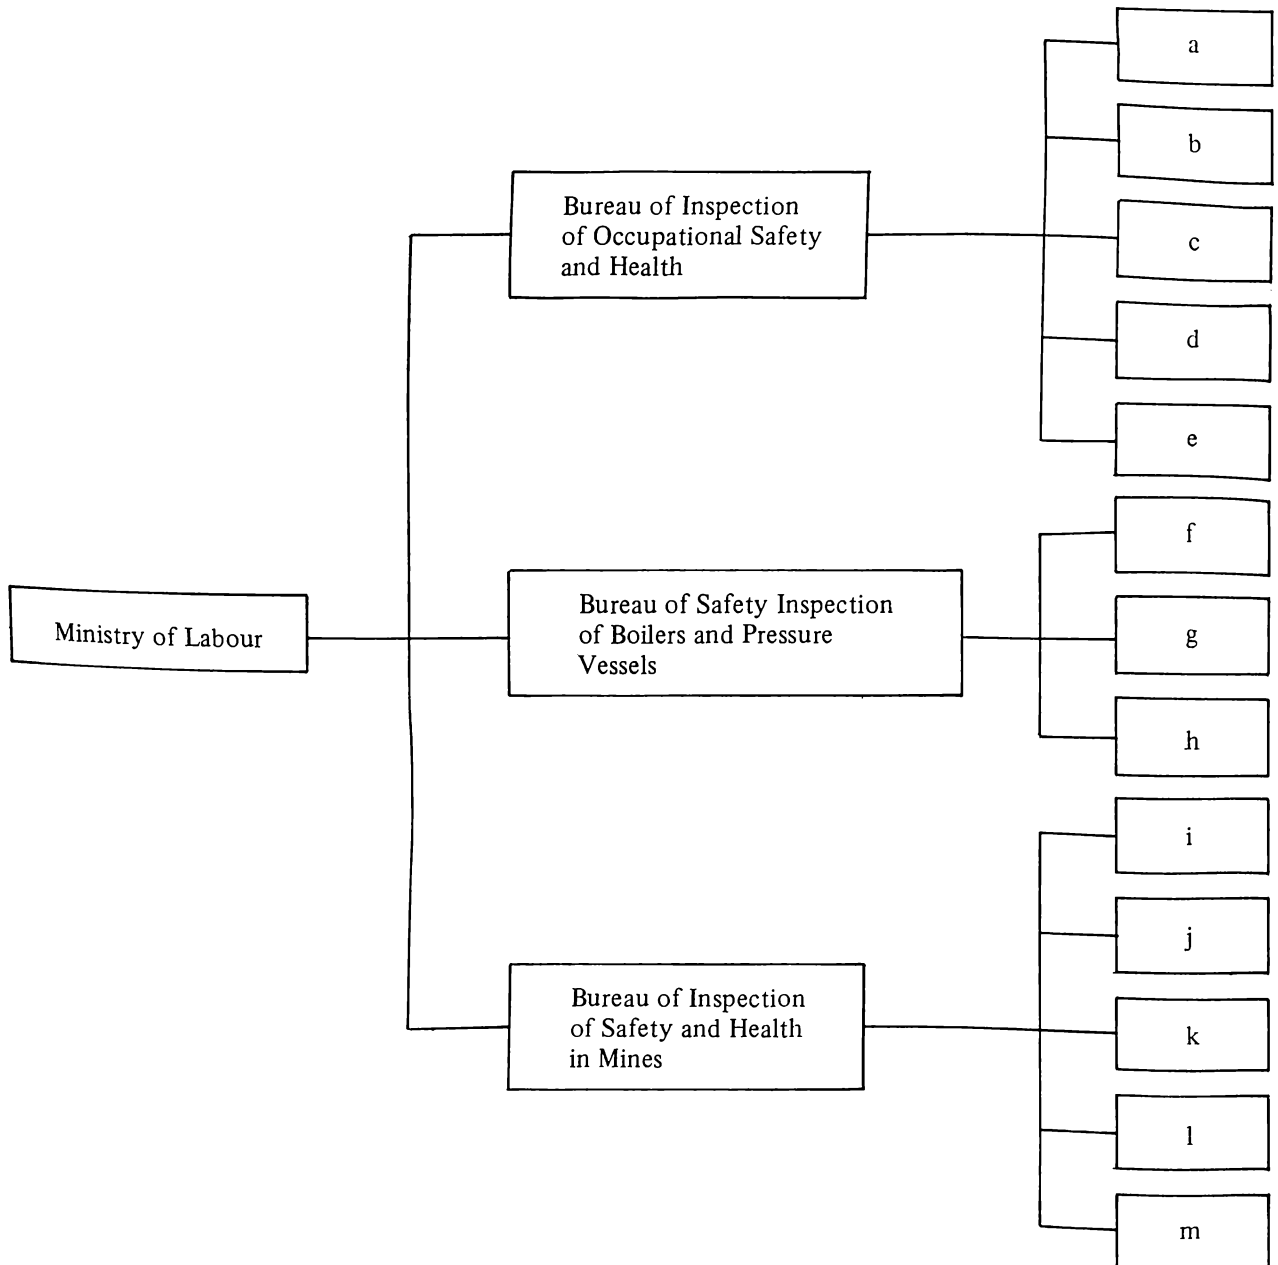 Ministry of Labour
Bureau of Inspection
of Occupational Safety
and Health
Bureau of Safety Inspection
of Boilers and Pressure
Vessels
Bureau of Inspection
of Safety and Health
in Mines
a
b
c
d
e
f
g
h
i
j
k
l
m